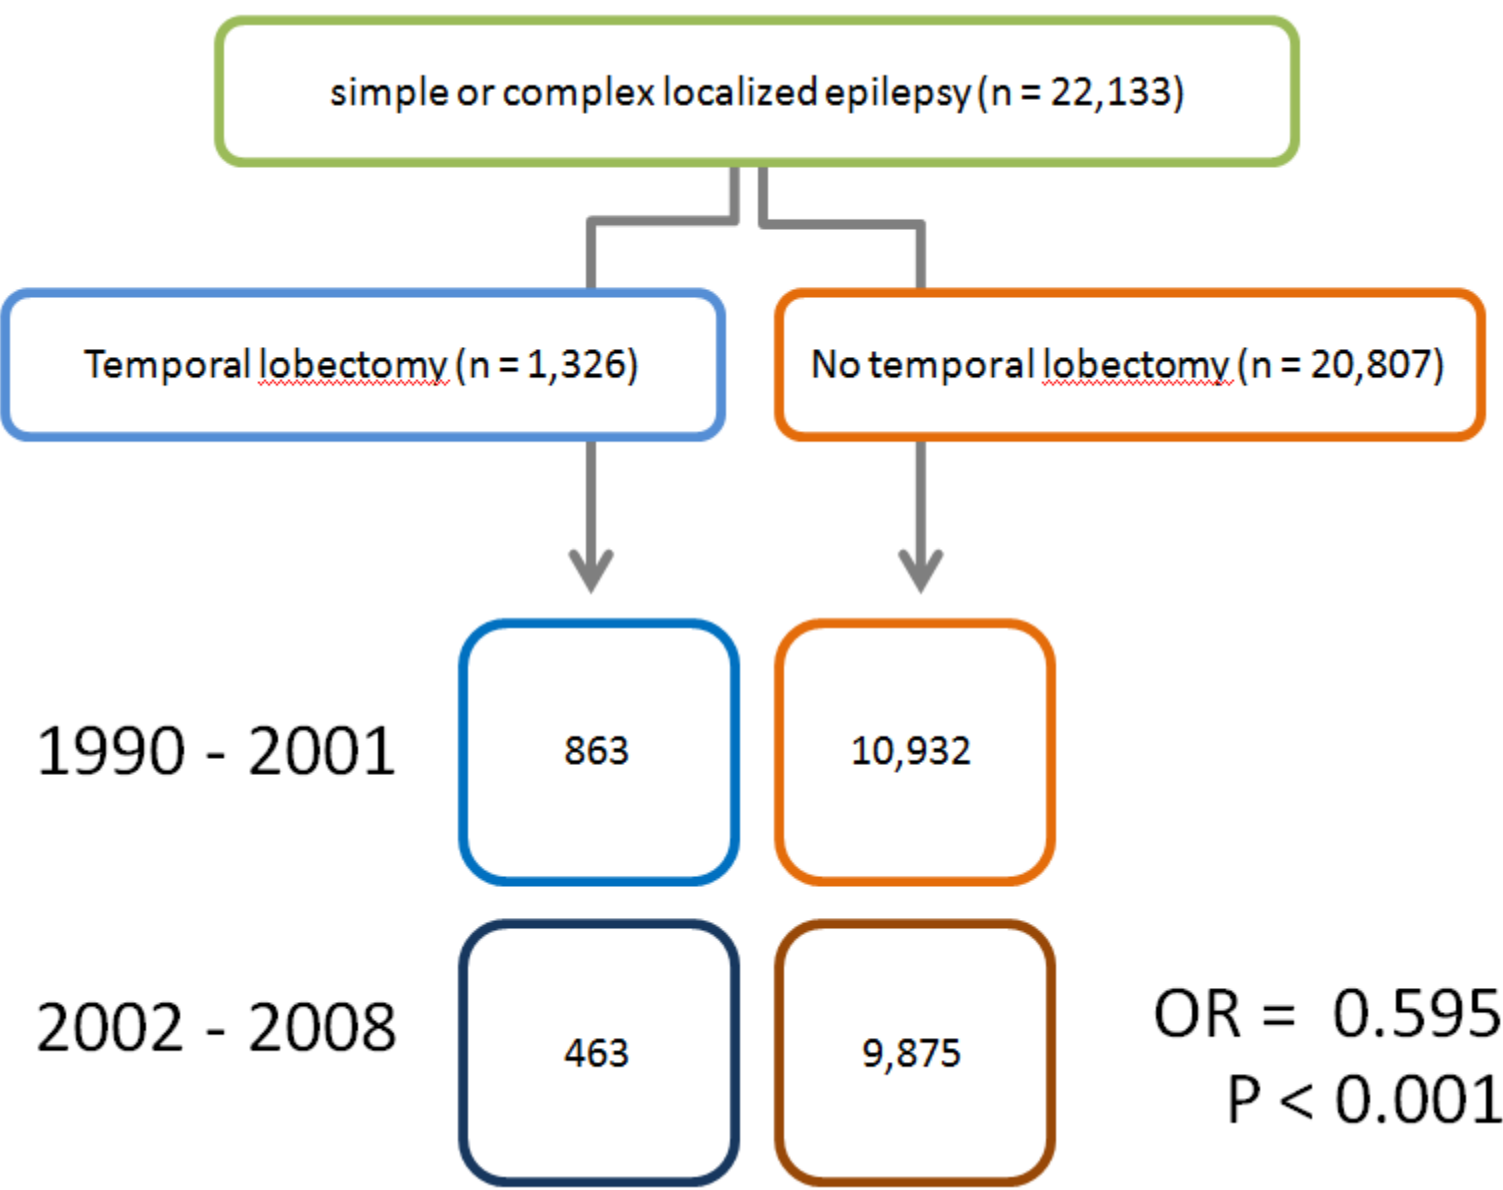 simple or complex localized epilepsy (n = 22,133)
Temporal lobectomy (n = 1,326)
No temporal lobectomy (n = 20,807)
1990 - 2001
863
10,932
2002 - 2008
463
9,875
OR = 0.595
P < 0.001